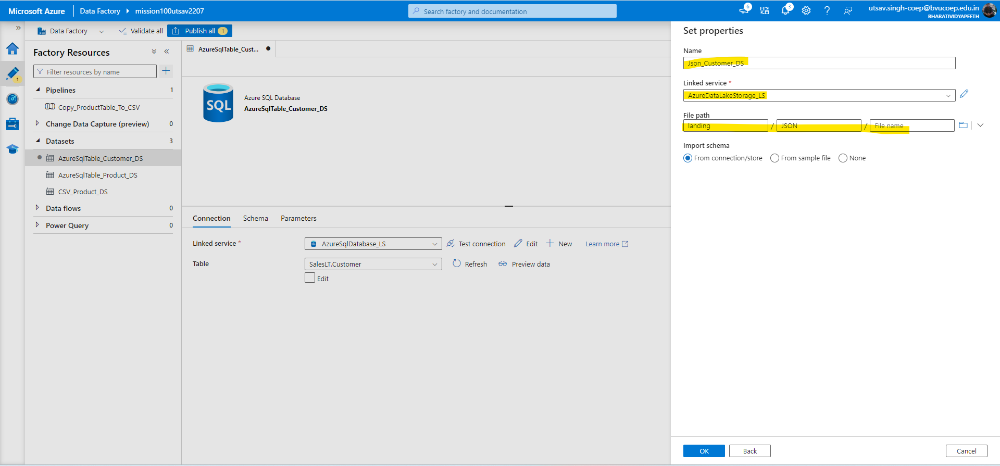 Microsoft Azure
Data Factory
mission100utsav2207
Search factory and documentation
6
3
utsav.singh-coep@bvucoep.edu.in
BHARATIVIDYAPEETH
Data Factory
Validate all
Publish all 1
1
Factory Resources
Filter resources by name
Pipelines 1
Copy_ProductTable_To_CSV
Change Data Capture (preview) 0
Datasets 3
AzureSqlTable_Customer_DS
AzureSqlTable_Product_DS
CSV_Product_DS
Data flows 0
Power Query 0
AzureSqlTable_Cust...
SQL
Azure SQL Database
AzureSqlTable_Customer_DS
Connection Schema Parameters
Linked service * AzureSqlDatabase_LS Test connection Edit New Learn more
Table SalesLT.Customer Refresh Preview data
Edit
Set properties
Name
Json_Customer_DS
Linked service *
AzureDataLakeStorage_LS
File path
landing / JSON / File name
Import schema
From connection/store From sample file None
OK Back Cancel